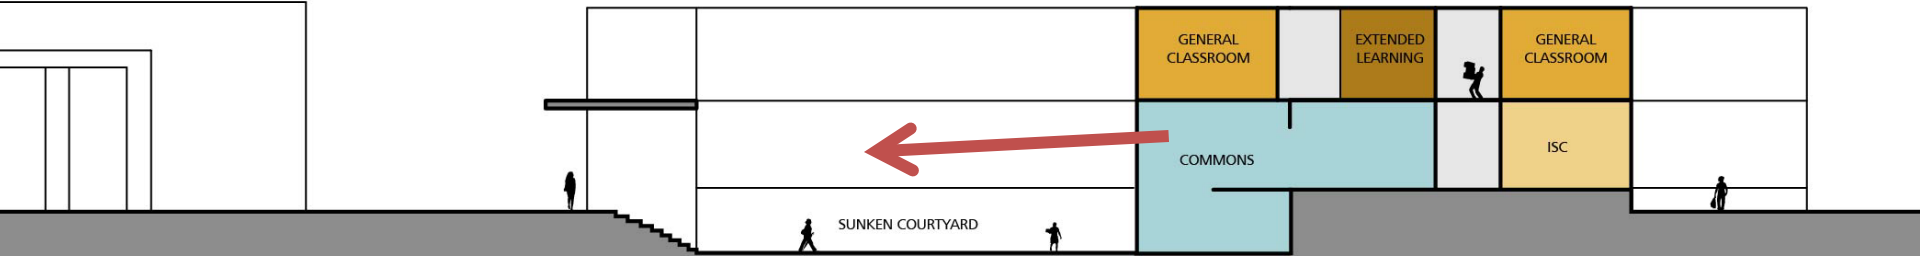 GENERAL
CLASSROOM
EXTENDED
LEARNING
GENERAL
CLASSROOM
COMMONS
ISC
SUNKEN COURTYARD